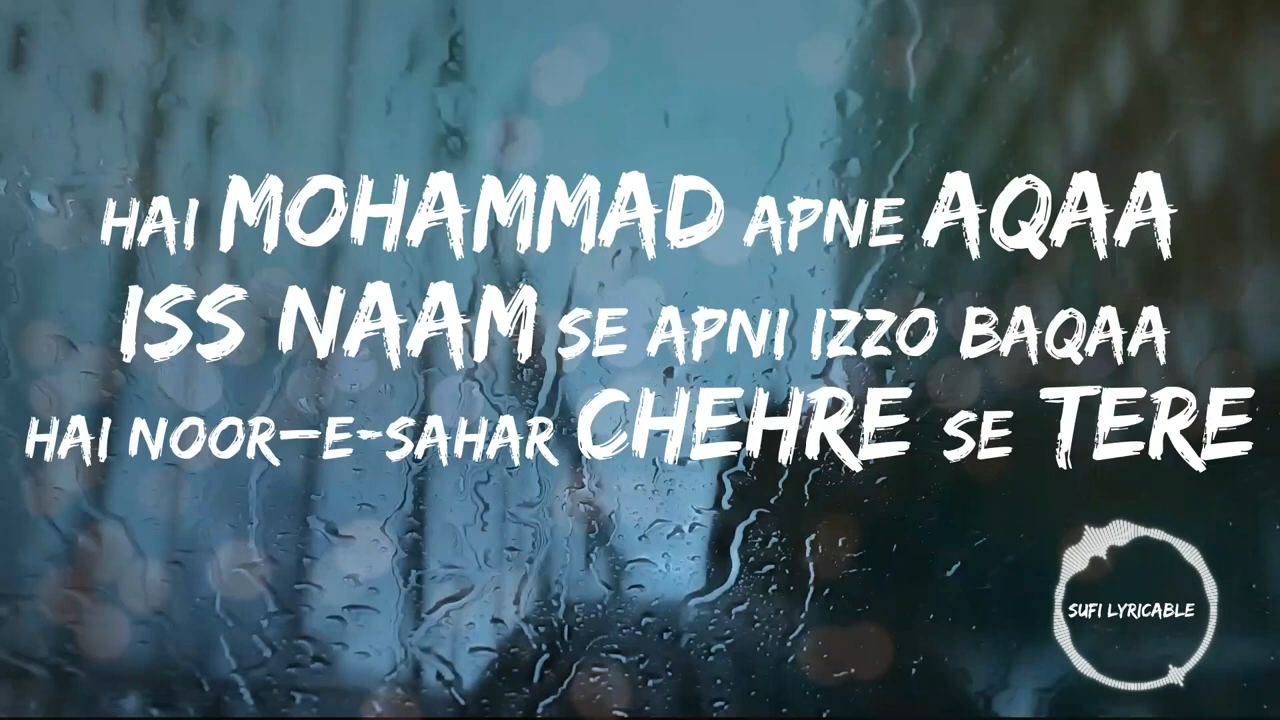 HAI MOHAMMAD APNE AQAA
ISS NAAM SE APNI IZZO BAQAA
HAI NOOR-E-SAHAR CHEHRE SE TERE
SUFI LYRICABLE